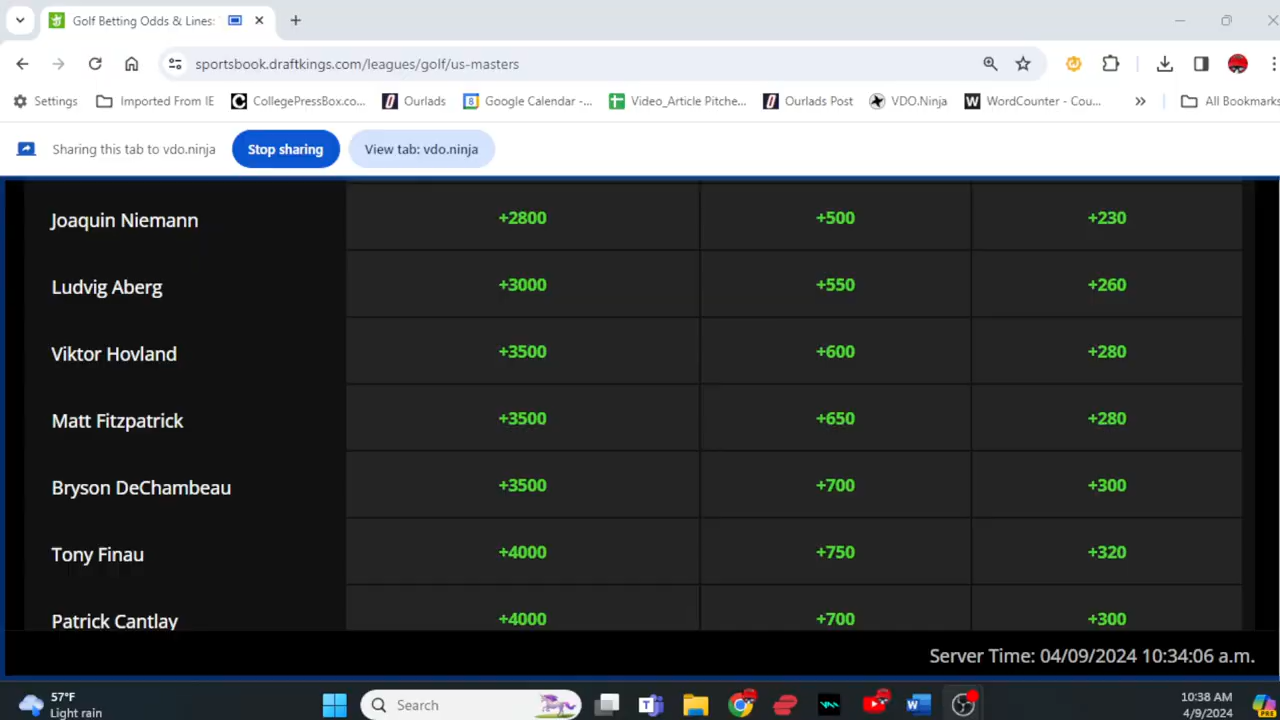 Golf Betting Odds & Lines:
sportsbook.draftkings.com/leagues/golf/us-masters
Settings Imported From IE CollegePressBox.co... Ourlads Google Calendar -... Video_Article Pitche... Ourlads Post VDO.Ninja WordCounter - Cou... All Bookmarks
Sharing this tab to vdo.ninja Stop sharing View tab: vdo.ninja
Joaquin Niemann +2800 +500 +230
Ludvig Aberg +3000 +550 +260
Viktor Hovland +3500 +600 +280
Matt Fitzpatrick +3500 +650 +280
Bryson DeChambeau +3500 +700 +300
Tony Finau +4000 +750 +320
Patrick Cantlay +4000 +700 +300
Server Time: 04/09/2024 10:34:06 a.m.
57°F
Light rain
Search
10:38 AM
4/9/2024